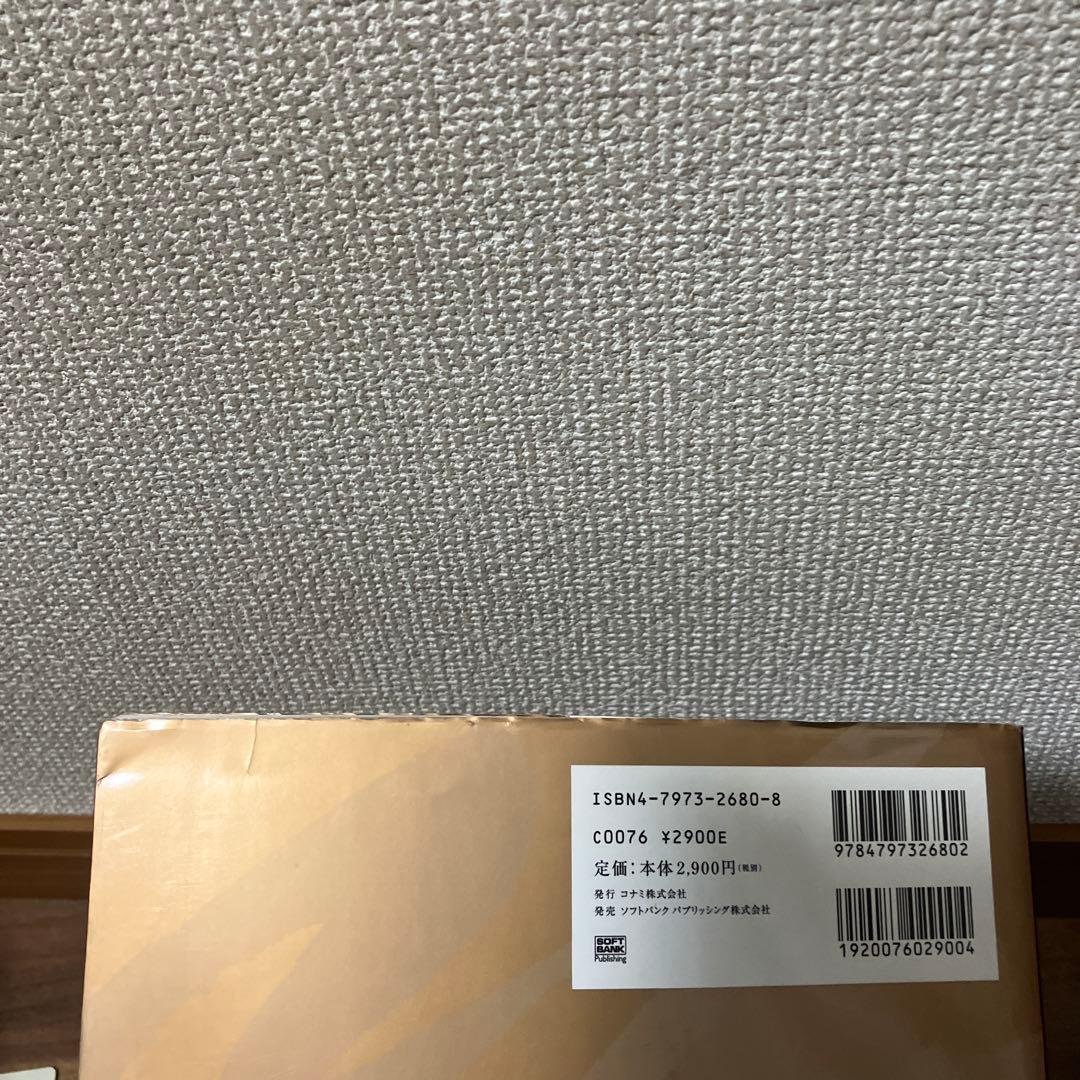 ISBN4-7973-2680-8
C0076 ¥2900E
定価:本体2,900円(税別)
発行 コナミ株式会社
発売 ソフトバンク パブリッシング株式会社
SOFT
BANK
Publishing
9784797326802
1920076029004